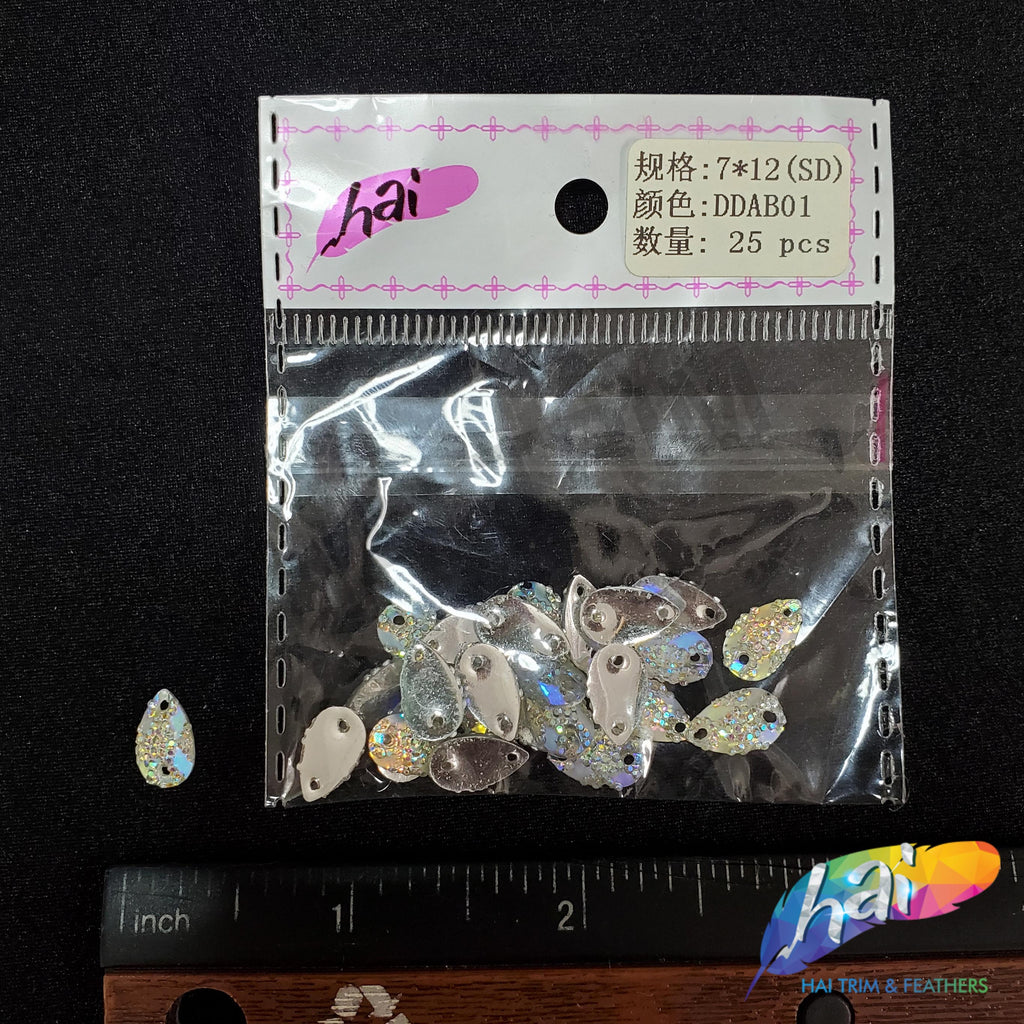 hai
规格:7*12(SD)
颜色:DDAB01
数量: 25 pcs
inch
1
2
hai
HAI TRIM & FEATHERS